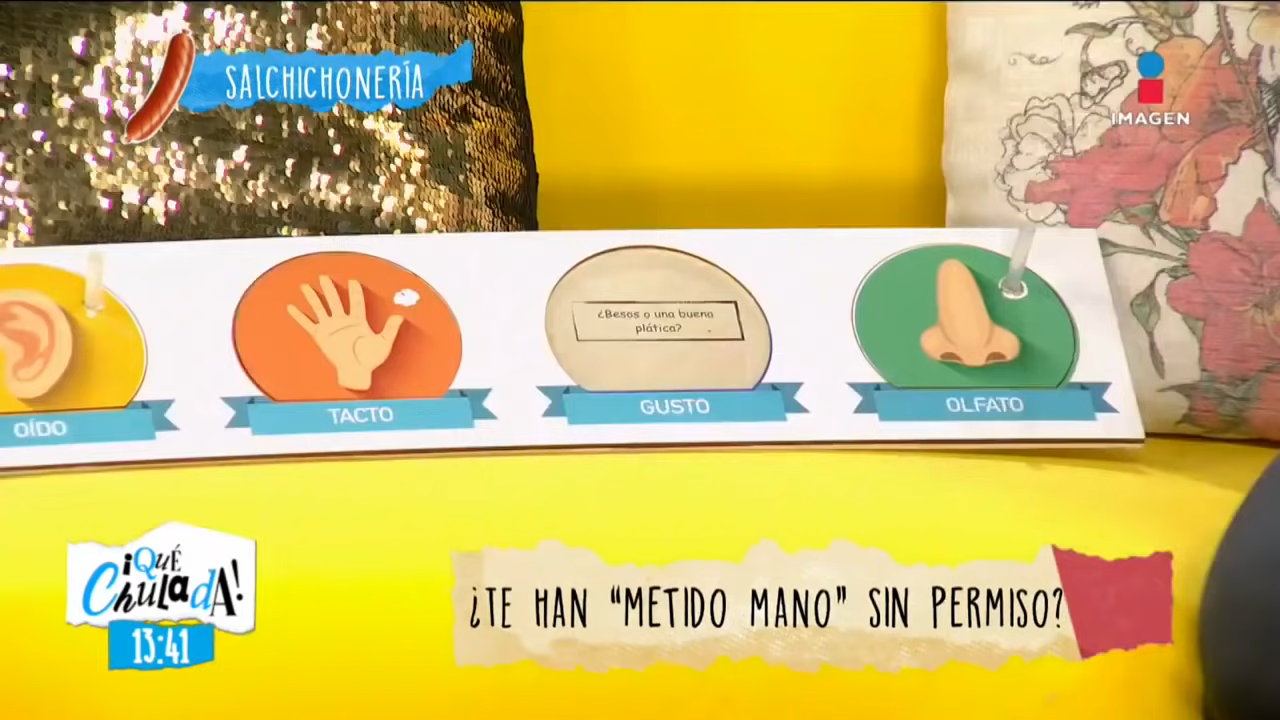 SALCHICHONERÍA
IMAGEN
¿Besos o una buena
plática?
OÍDO
TACTO
GUSTO
OLFATO
¡QUÉ
CHULADA!
13:41
¿TE HAN “METIDO MANO” SIN PERMISO?